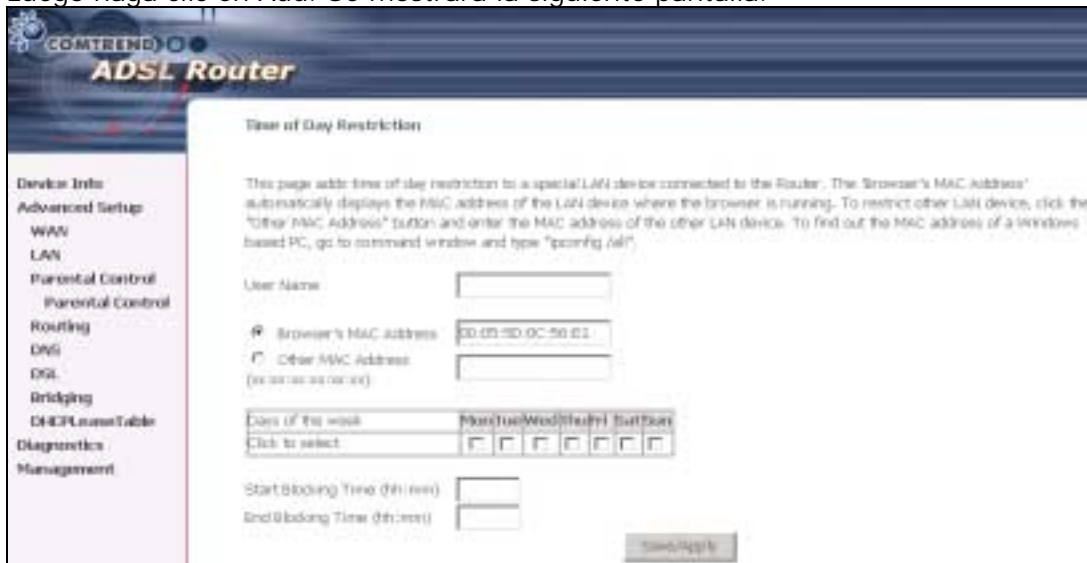 Luego haga clic en Add. Se mostrará la siguiente pantalla:
COMTREND
ADSL Router
Time of Day Restriction
Device Info
Advanced Setup
WAN
LAN
Parental Control
Parental Control
Routing
DNS
DSL
Bridging
DHCPLeaseTable
Diagnostics
Management
This page adds time of day restriction to a special LAN device connected to the Router. The 'Browser's MAC Address'
automatically displays the MAC address of the LAN device where the browser is running. To restrict other LAN device, click the
"Other MAC Address" button and enter the MAC address of the other LAN device. To find out the MAC address of a Windows
based PC, go to command window and type "ipconfig /all".
User Name
Browser's MAC Address
Other MAC Address
(xx:xx:xx:xx:xx:xx)
Days of the week Mon Tue Wed Thu Fri Sat Sun
Click to select
Start Blocking Time (hh:mm)
End Blocking Time (hh:mm)
Save/Apply